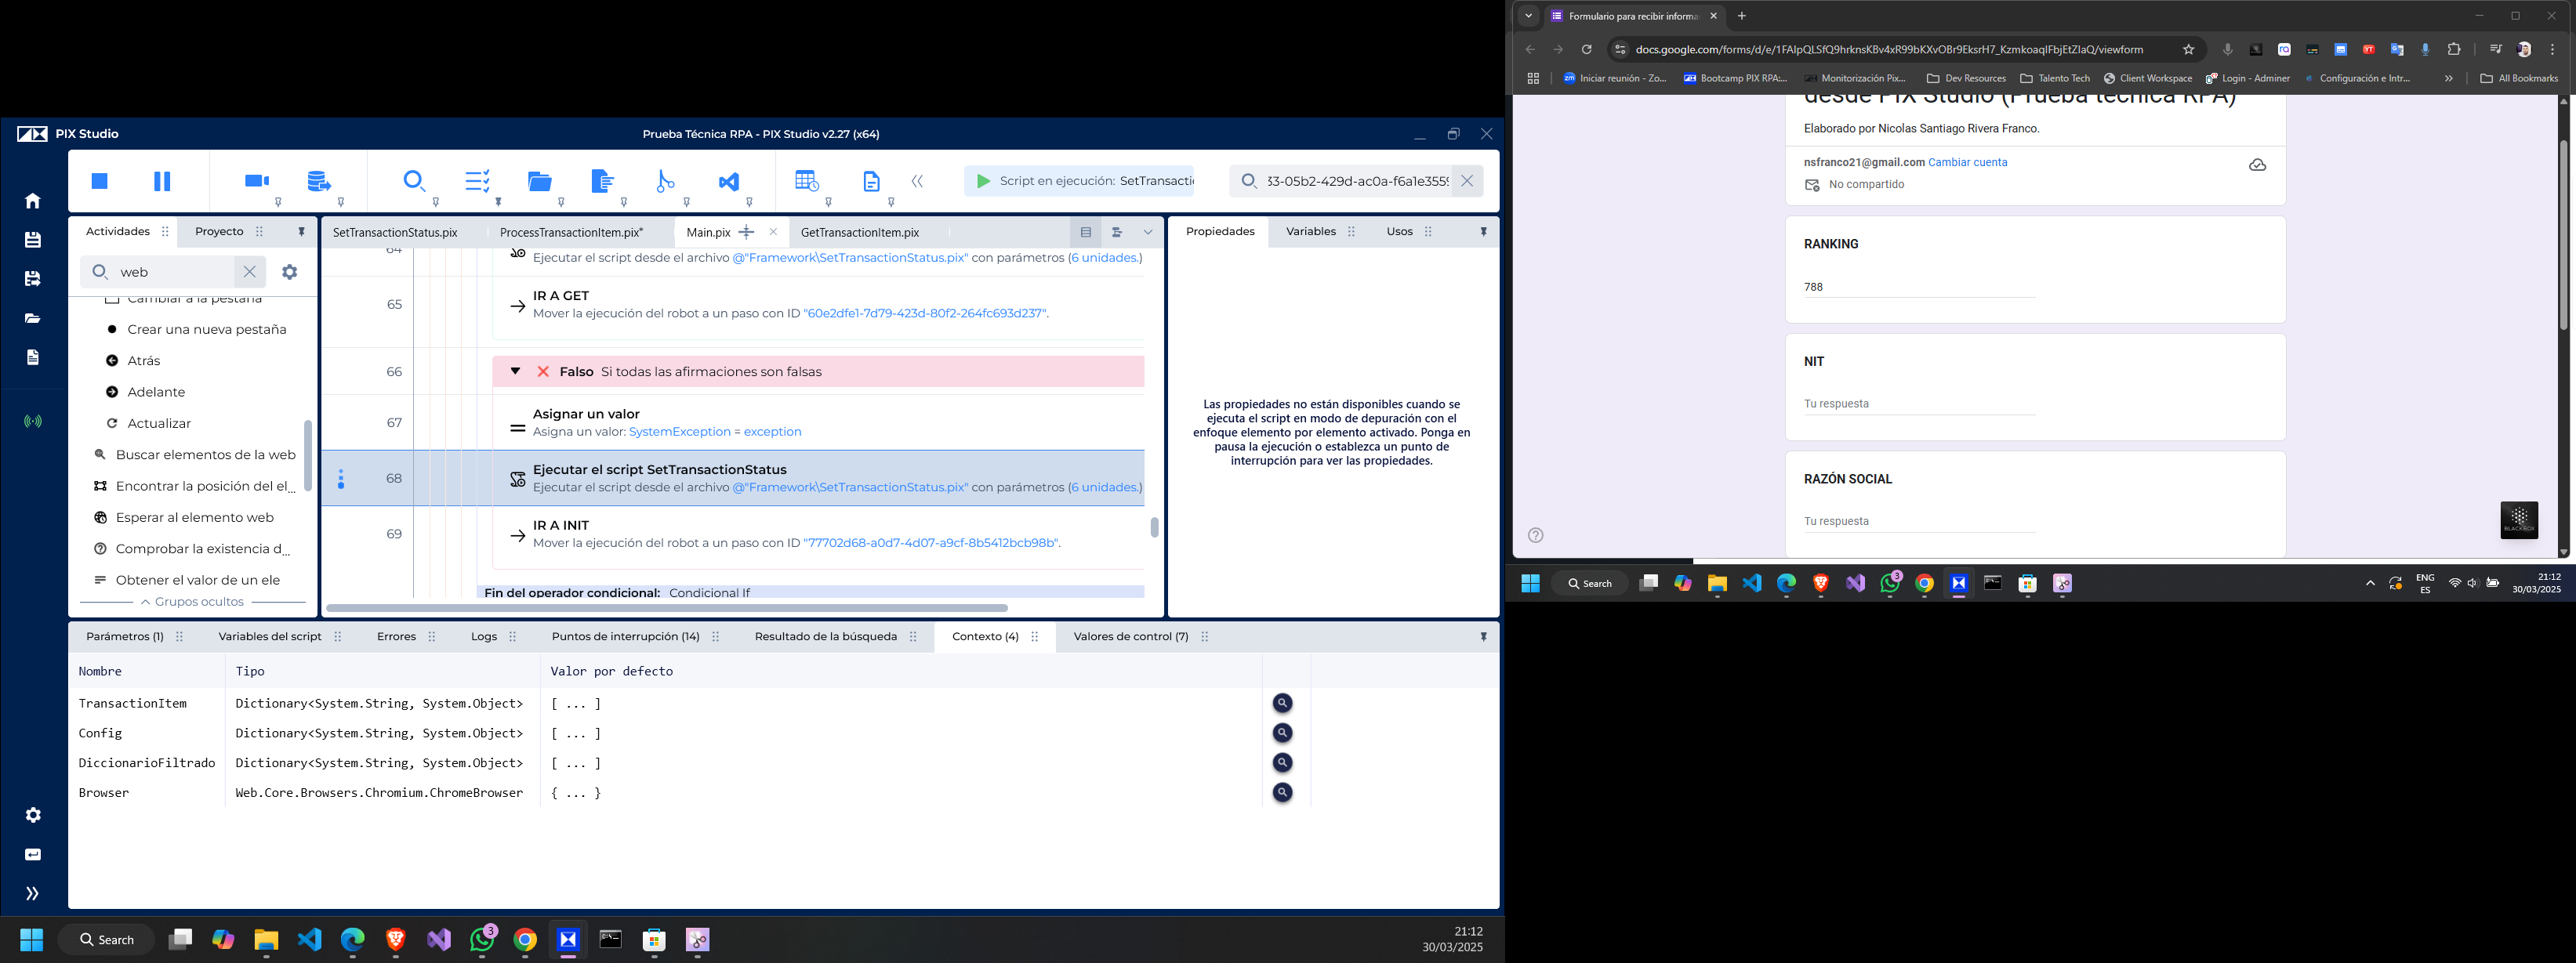 PIX Studio
Prueba Técnica RPA - PIX Studio v2.27 (x64)
Script en ejecución: SetTransacti
33-05b2-429d-ac0a-f6a1e355
Actividades
Proyecto
web
Cambiar a la pestaña
Crear una nueva pestaña
Atrás
Adelante
Actualizar
Buscar elementos de la web
Encontrar la posición del el...
Esperar al elemento web
Comprobar la existencia d...
Obtener el valor de un ele
Grupos ocultos
SetTransactionStatus.pix
ProcessTransactionItem.pix*
Main.pix
GetTransactionItem.pix
64
Ejecutar el script desde el archivo @"Framework\SetTransactionStatus.pix" con parámetros (6 unidades.)
65
IR A GET
Mover la ejecución del robot a un paso con ID "60e2dfe1-7d79-423d-80f2-264fc693d237".
66
Falso Si todas las afirmaciones son falsas
67
Asignar un valor
Asigna un valor: SystemException = exception
68
Ejecutar el script SetTransactionStatus
Ejecutar el script desde el archivo @"Framework\SetTransactionStatus.pix" con parámetros (6 unidades.)
69
IR A INIT
Mover la ejecución del robot a un paso con ID "77702d68-a0d7-4d07-a9cf-8b5412bcb98b".
Fin del operador condicional: Condicional If
Propiedades
Variables
Usos
Las propiedades no están disponibles cuando se
ejecuta el script en modo de depuración con el
enfoque elemento por elemento activado. Ponga en
pausa la ejecución o establezca un punto de
interrupción para ver las propiedades.
Parámetros (1)
Variables del script
Errores
Logs
Puntos de interrupción (14)
Resultado de la búsqueda
Contexto (4)
Valores de control (7)
Nombre Tipo Valor por defecto
TransactionItem Dictionary<System.String, System.Object> [ ... ]
Config Dictionary<System.String, System.Object> [ ... ]
DiccionarioFiltrado Dictionary<System.String, System.Object> [ ... ]
Browser Web.Core.Browsers.Chromium.ChromeBrowser { ... }
Search
3
21:12
30/03/2025
Formulario para recibir informa
docs.google.com/forms/d/e/1FAIpQLSfQ9hrknsKBv4xR99bKXvOBr9EksrH7_KzmkoaqIFbjEtZIaQ/viewform
Iniciar reunión - Zo...
Bootcamp PIX RPA:...
Monitorización Pix...
Dev Resources
Talento Tech
Client Workspace
Login - Adminer
Configuración e Intr...
All Bookmarks
desde PIX Studio (Prueba técnica RPA)
Elaborado por Nicolas Santiago Rivera Franco.
nsfranco21@gmail.com Cambiar cuenta
No compartido
RANKING
788
NIT
Tu respuesta
RAZÓN SOCIAL
Tu respuesta
BLACKBOX
Search
3
ENG
ES
21:12
30/03/2025